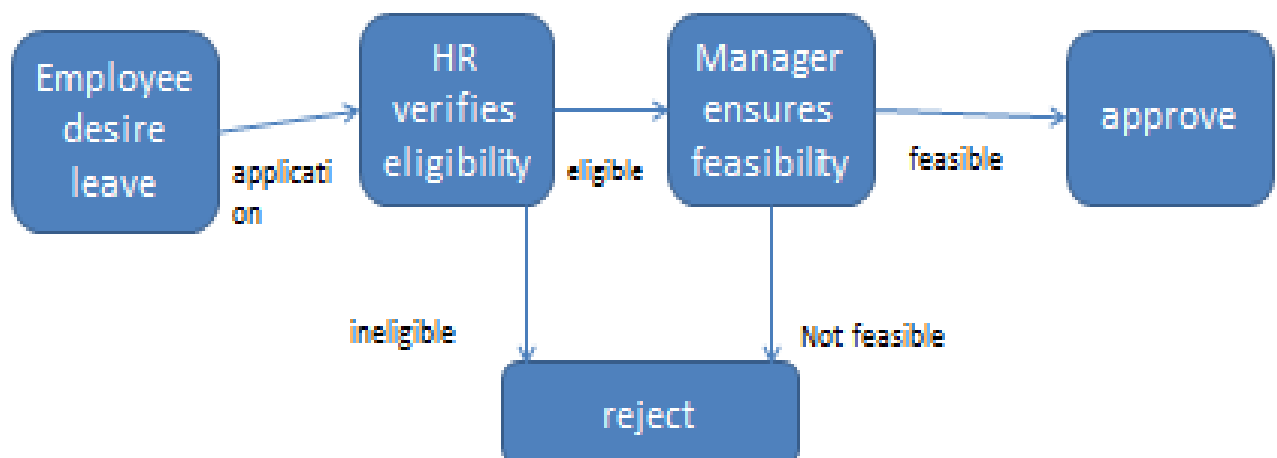 Employee
desire
leave
applicati
on
HR
verifies
eligibility
eligible
Manager
ensures
feasibility
feasible
approve
ineligible
Not feasible
reject